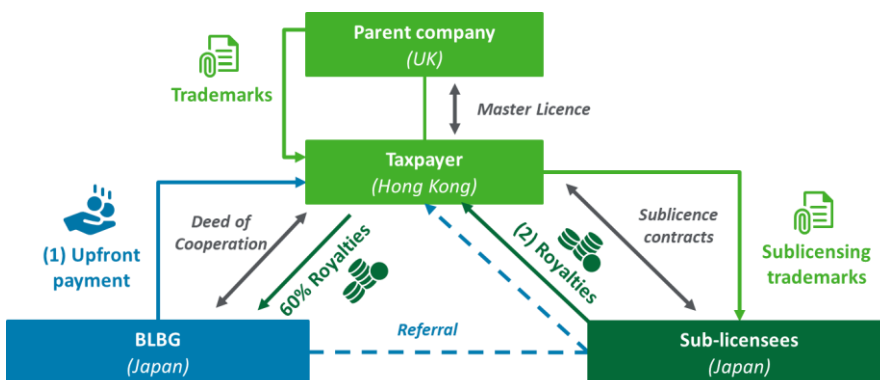 Parent company
(UK)
Trademarks
Master Licence
Taxpayer
(Hong Kong)
(1) Upfront
payment
Deed of
Cooperation
60% Royalties
(2) Royalties
Sublicence
contracts
Sublicensing
trademarks
BLBG
(Japan)
Referral
Sub-licensees
(Japan)